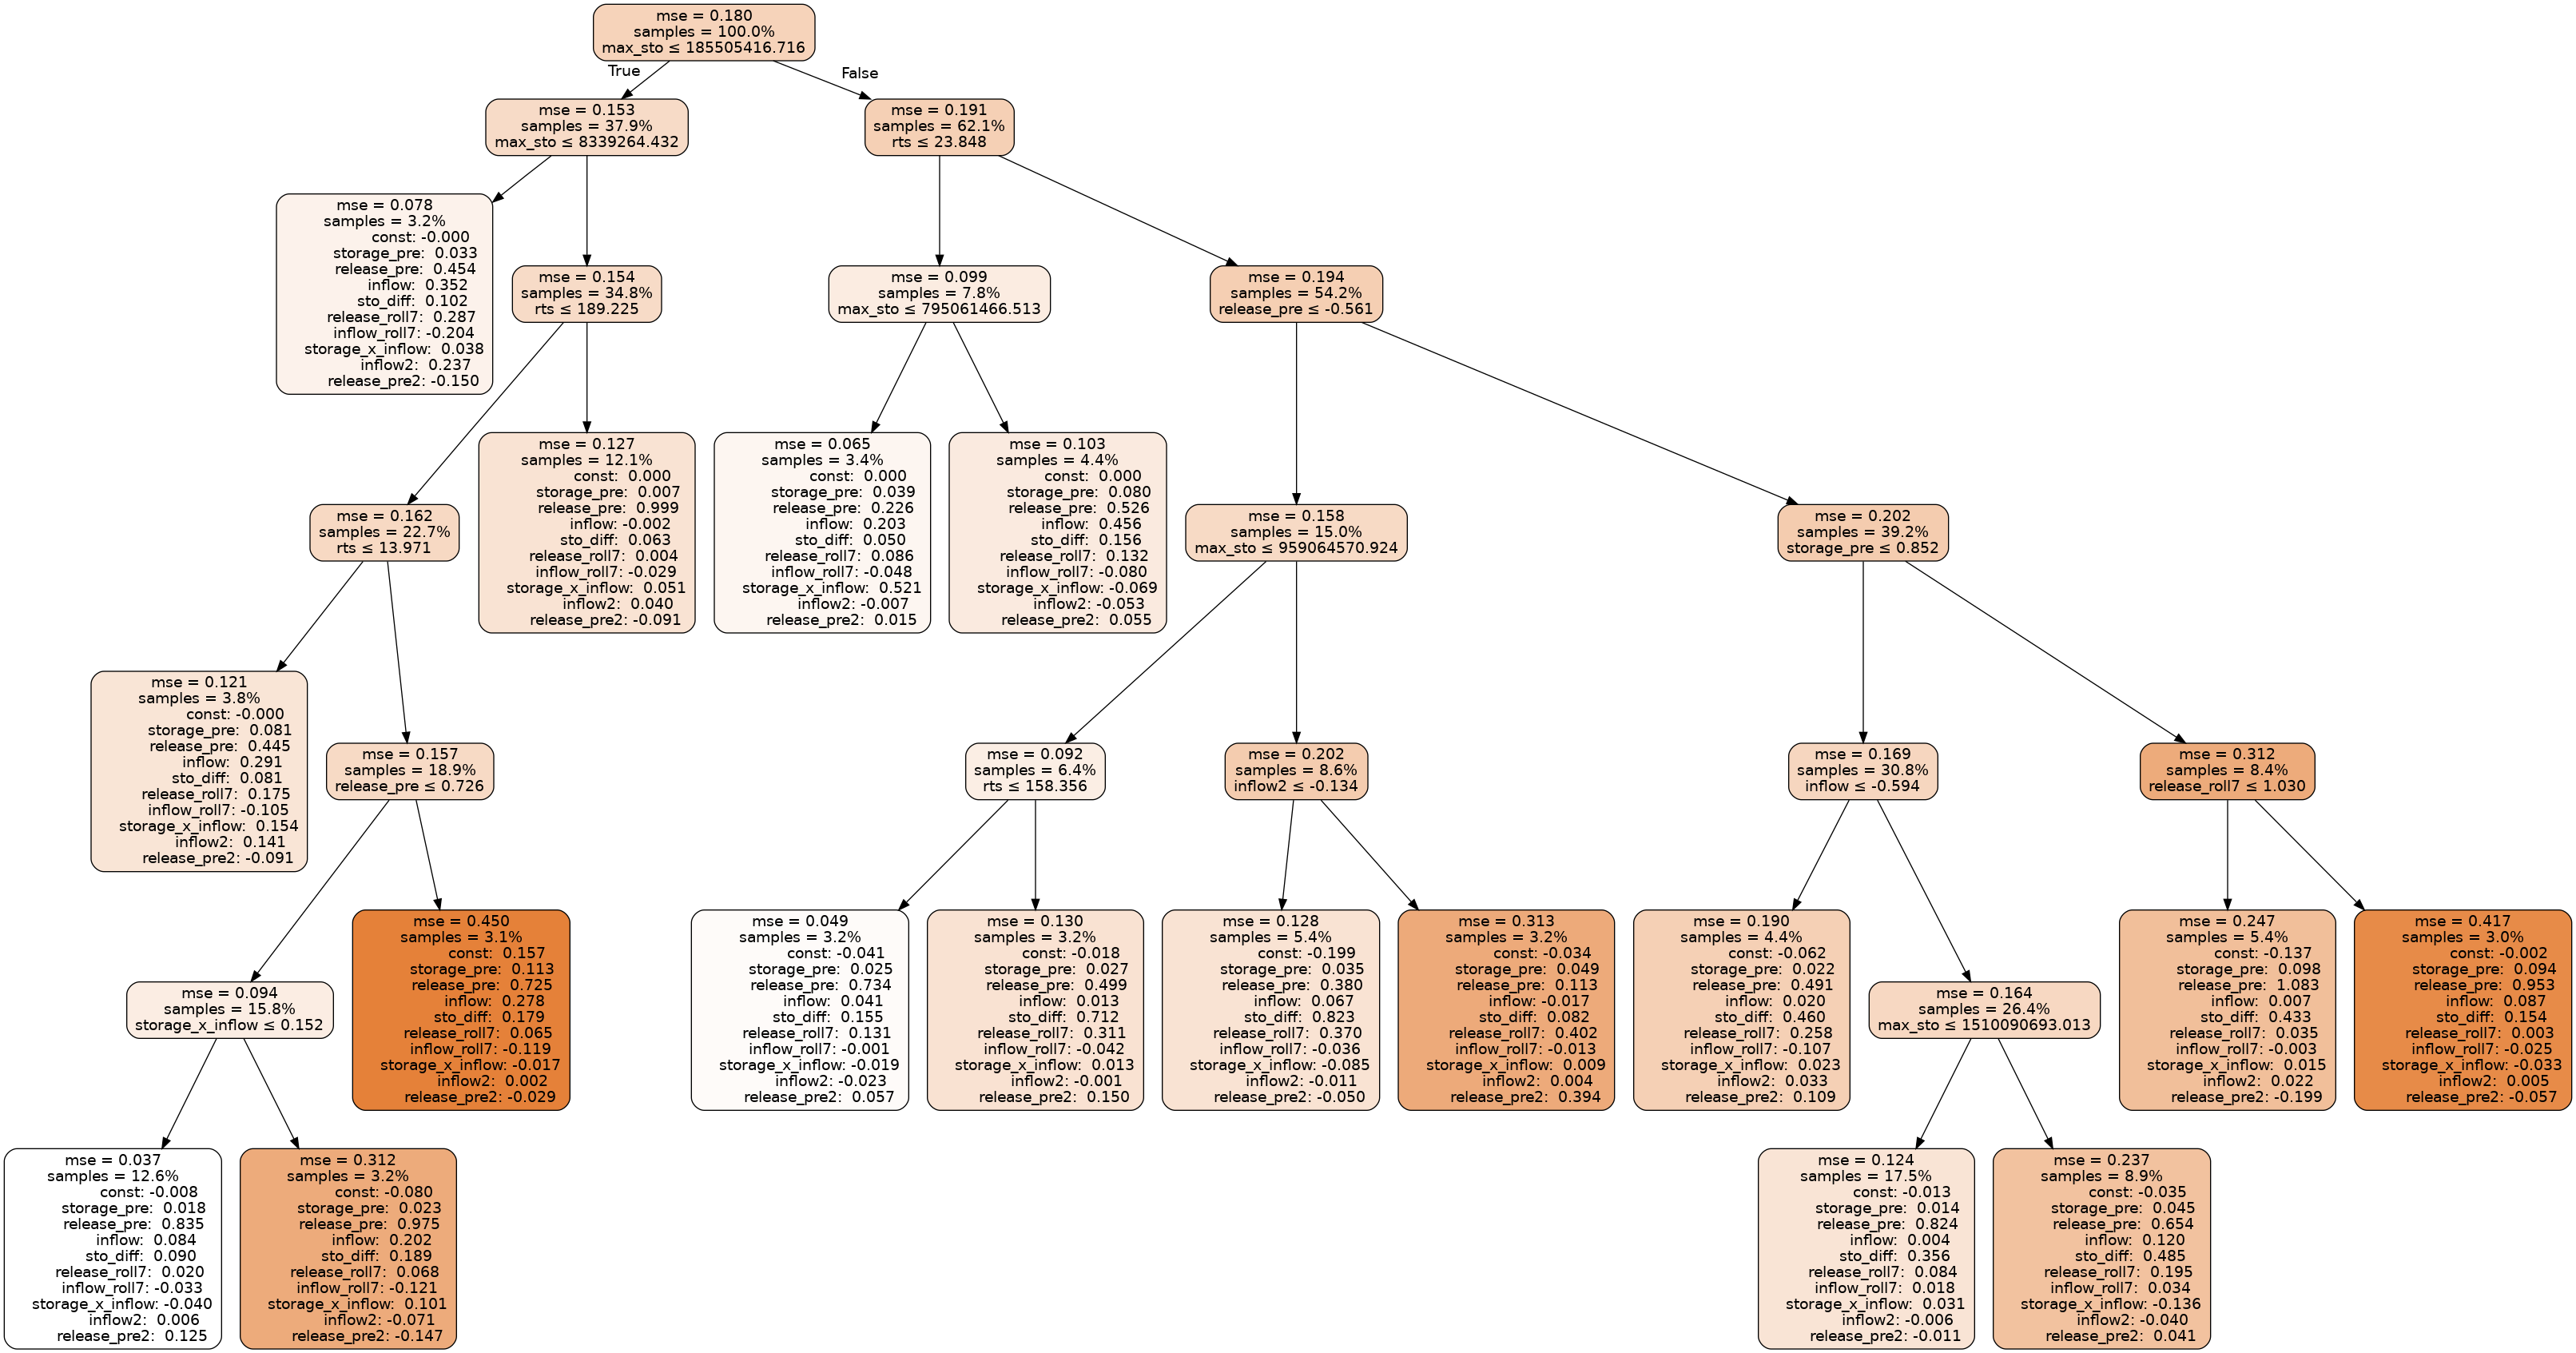 mse = 0.180
samples = 100.0%
max_sto ≤ 185505416.716
True
False
mse = 0.153
samples = 37.9%
max_sto ≤ 8339264.432
mse = 0.191
samples = 62.1%
rts ≤ 23.848
mse = 0.078
samples = 3.2%
const: -0.000
storage_pre: 0.033
release_pre: 0.454
inflow: 0.352
sto_diff: 0.102
release_roll7: 0.287
inflow_roll7: -0.204
storage_x_inflow: 0.038
inflow2: 0.237
release_pre2: -0.150
mse = 0.154
samples = 34.8%
rts ≤ 189.225
mse = 0.099
samples = 7.8%
max_sto ≤ 795061466.513
mse = 0.194
samples = 54.2%
release_pre ≤ -0.561
mse = 0.162
samples = 22.7%
rts ≤ 13.971
mse = 0.127
samples = 12.1%
const: 0.000
storage_pre: 0.007
release_pre: 0.999
inflow: -0.002
sto_diff: 0.063
release_roll7: 0.004
inflow_roll7: -0.029
storage_x_inflow: 0.051
inflow2: 0.040
release_pre2: -0.091
mse = 0.065
samples = 3.4%
const: 0.000
storage_pre: 0.039
release_pre: 0.226
inflow: 0.203
sto_diff: 0.050
release_roll7: 0.086
inflow_roll7: -0.048
storage_x_inflow: 0.521
inflow2: -0.007
release_pre2: 0.015
mse = 0.103
samples = 4.4%
const: 0.000
storage_pre: 0.080
release_pre: 0.526
inflow: 0.456
sto_diff: 0.156
release_roll7: 0.132
inflow_roll7: -0.080
storage_x_inflow: -0.069
inflow2: -0.053
release_pre2: 0.055
mse = 0.158
samples = 15.0%
max_sto ≤ 959064570.924
mse = 0.202
samples = 39.2%
storage_pre ≤ 0.852
mse = 0.121
samples = 3.8%
const: -0.000
storage_pre: 0.081
release_pre: 0.445
inflow: 0.291
sto_diff: 0.081
release_roll7: 0.175
inflow_roll7: -0.105
storage_x_inflow: 0.154
inflow2: 0.141
release_pre2: -0.091
mse = 0.157
samples = 18.9%
release_pre ≤ 0.726
mse = 0.092
samples = 6.4%
rts ≤ 158.356
mse = 0.202
samples = 8.6%
inflow2 ≤ -0.134
mse = 0.169
samples = 30.8%
inflow ≤ -0.594
mse = 0.312
samples = 8.4%
release_roll7 ≤ 1.030
mse = 0.094
samples = 15.8%
storage_x_inflow ≤ 0.152
mse = 0.450
samples = 3.1%
const: 0.157
storage_pre: 0.113
release_pre: 0.725
inflow: 0.278
sto_diff: 0.179
release_roll7: 0.065
inflow_roll7: -0.119
storage_x_inflow: -0.017
inflow2: 0.002
release_pre2: -0.029
mse = 0.049
samples = 3.2%
const: -0.041
storage_pre: 0.025
release_pre: 0.734
inflow: 0.041
sto_diff: 0.155
release_roll7: 0.131
inflow_roll7: -0.001
storage_x_inflow: -0.019
inflow2: -0.023
release_pre2: 0.057
mse = 0.130
samples = 3.2%
const: -0.018
storage_pre: 0.027
release_pre: 0.499
inflow: 0.013
sto_diff: 0.712
release_roll7: 0.311
inflow_roll7: -0.042
storage_x_inflow: 0.013
inflow2: -0.001
release_pre2: 0.150
mse = 0.128
samples = 5.4%
const: -0.199
storage_pre: 0.035
release_pre: 0.380
inflow: 0.067
sto_diff: 0.823
release_roll7: 0.370
inflow_roll7: -0.036
storage_x_inflow: -0.085
inflow2: -0.011
release_pre2: -0.050
mse = 0.313
samples = 3.2%
const: -0.034
storage_pre: 0.049
release_pre: 0.113
inflow: -0.017
sto_diff: 0.082
release_roll7: 0.402
inflow_roll7: -0.013
storage_x_inflow: 0.009
inflow2: 0.004
release_pre2: 0.394
mse = 0.190
samples = 4.4%
const: -0.062
storage_pre: 0.022
release_pre: 0.491
inflow: 0.020
sto_diff: 0.460
release_roll7: 0.258
inflow_roll7: -0.107
storage_x_inflow: 0.023
inflow2: 0.033
release_pre2: 0.109
mse = 0.164
samples = 26.4%
max_sto ≤ 1510090693.013
mse = 0.247
samples = 5.4%
const: -0.137
storage_pre: 0.098
release_pre: 1.083
inflow: 0.007
sto_diff: 0.433
release_roll7: 0.035
inflow_roll7: -0.003
storage_x_inflow: 0.015
inflow2: 0.022
release_pre2: -0.199
mse = 0.417
samples = 3.0%
const: -0.002
storage_pre: 0.094
release_pre: 0.953
inflow: 0.087
sto_diff: 0.154
release_roll7: 0.003
inflow_roll7: -0.025
storage_x_inflow: -0.033
inflow2: 0.005
release_pre2: -0.057
mse = 0.037
samples = 12.6%
const: -0.008
storage_pre: 0.018
release_pre: 0.835
inflow: 0.084
sto_diff: 0.090
release_roll7: 0.020
inflow_roll7: -0.033
storage_x_inflow: -0.040
inflow2: 0.006
release_pre2: 0.125
mse = 0.312
samples = 3.2%
const: -0.080
storage_pre: 0.023
release_pre: 0.975
inflow: 0.202
sto_diff: 0.189
release_roll7: 0.068
inflow_roll7: -0.121
storage_x_inflow: 0.101
inflow2: -0.071
release_pre2: -0.147
mse = 0.124
samples = 17.5%
const: -0.013
storage_pre: 0.014
release_pre: 0.824
inflow: 0.004
sto_diff: 0.356
release_roll7: 0.084
inflow_roll7: 0.018
storage_x_inflow: 0.031
inflow2: -0.006
release_pre2: -0.011
mse = 0.237
samples = 8.9%
const: -0.035
storage_pre: 0.045
release_pre: 0.654
inflow: 0.120
sto_diff: 0.485
release_roll7: 0.195
inflow_roll7: 0.034
storage_x_inflow: -0.136
inflow2: -0.040
release_pre2: 0.041